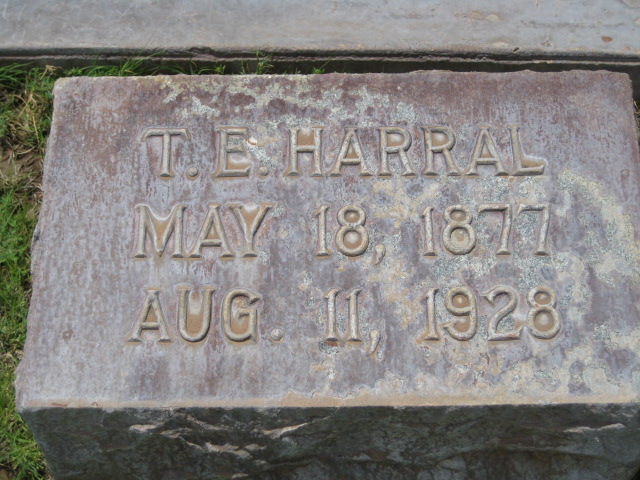 T. E. HARRAL
MAY 18, 1877
AUG. 11, 1928